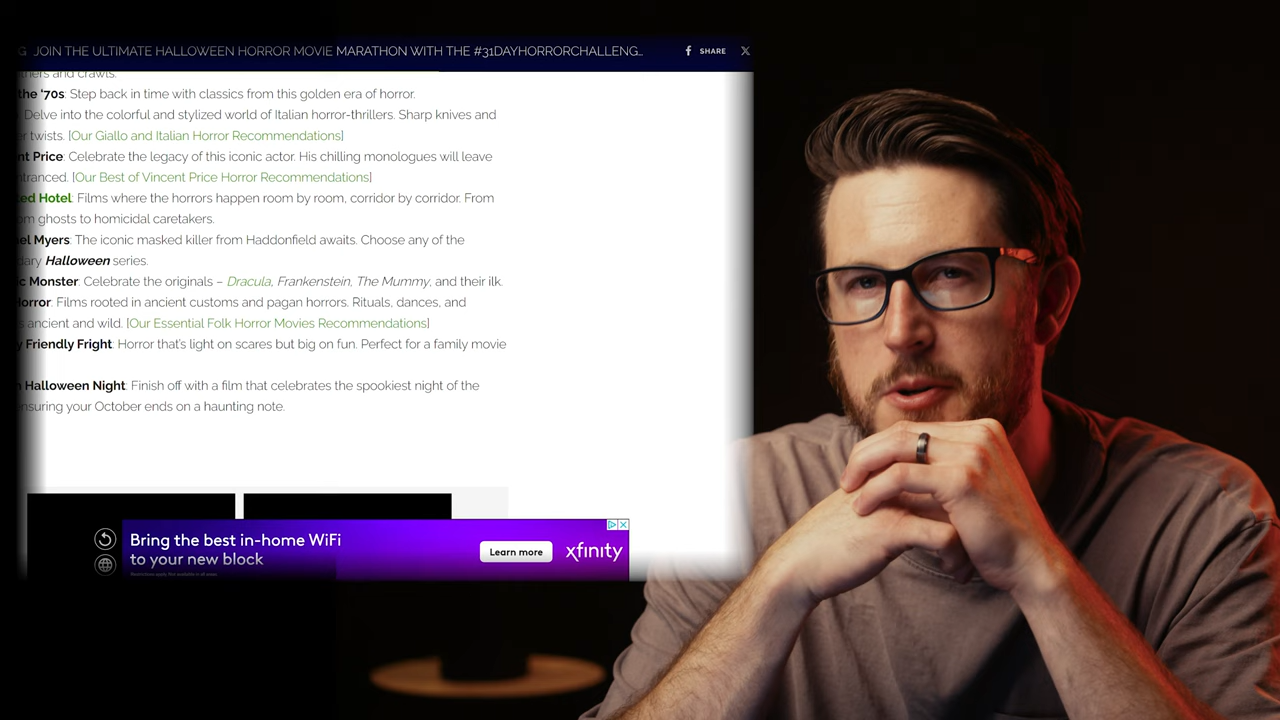 G JOIN THE ULTIMATE HALLOWEEN HORROR MOVIE MARATHON WITH THE #31DAYHORRORCHALLENG...
SHARE
and crawls.
the '70s: Step back in time with classics from this golden era of horror.
Delve into the colorful and stylized world of Italian horror-thrillers. Sharp knives and
twists. [Our Giallo and Italian Horror Recommendations]
nt Price: Celebrate the legacy of this iconic actor. His chilling monologues will leave
ntranced. [Our Best of Vincent Price Horror Recommendations]
ed Hotel: Films where the horrors happen room by room, corridor by corridor. From
om ghosts to homicidal caretakers.
el Myers: The iconic masked killer from Haddonfield awaits. Choose any of the
dary Halloween series.
c Monster: Celebrate the originals – Dracula, Frankenstein, The Mummy, and their ilk.
Horror: Films rooted in ancient customs and pagan horrors. Rituals, dances, and
s ancient and wild. [Our Essential Folk Horror Movies Recommendations]
y Friendly Fright: Horror that's light on scares but big on fun. Perfect for a family movie
n Halloween Night: Finish off with a film that celebrates the spookiest night of the
ensuring your October ends on a haunting note.
Bring the best in-home WiFi
to your new block
Learn more
xfinity